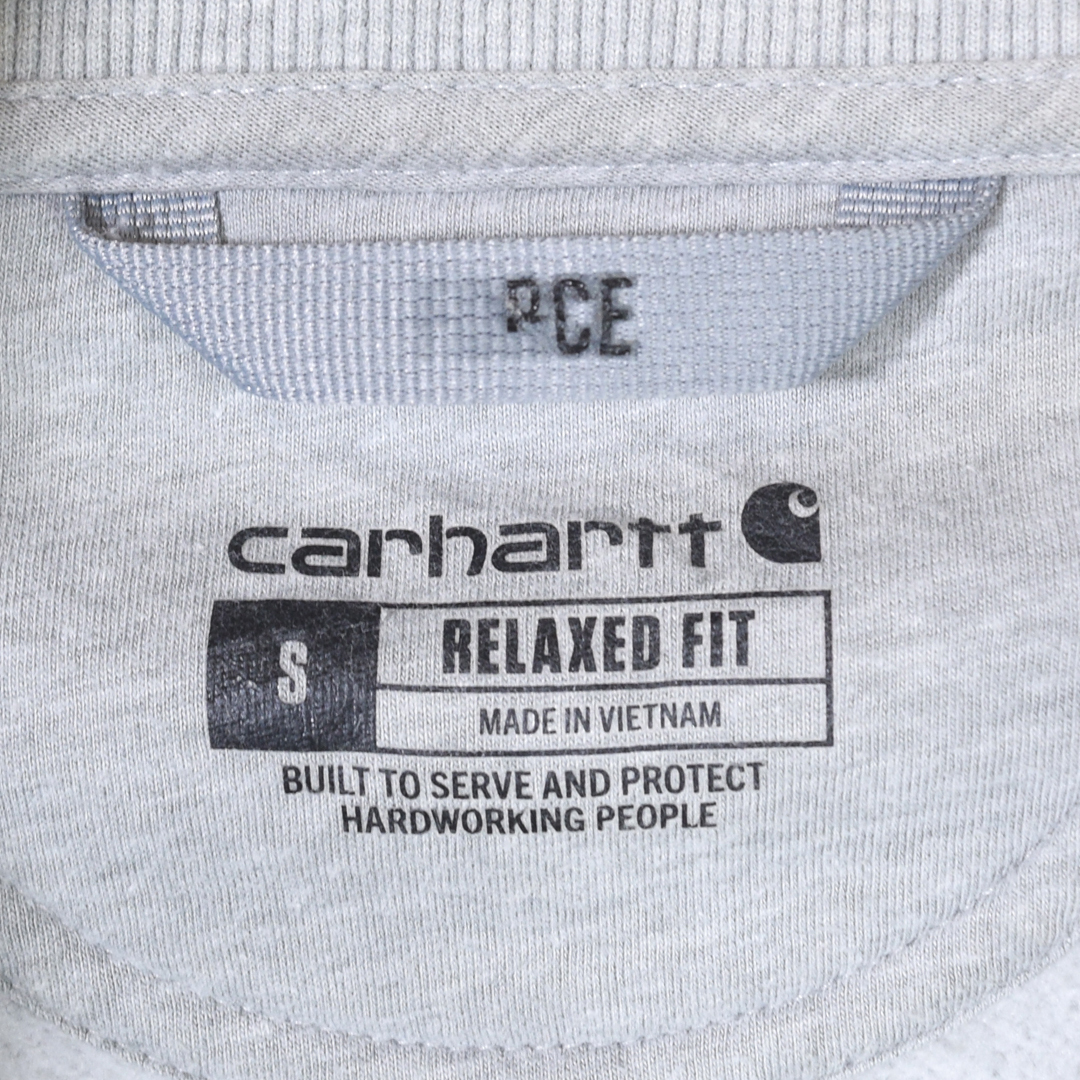 PCE
carhartt
S
RELAXED FIT
MADE IN VIETNAM
BUILT TO SERVE AND PROTECT
HARDWORKING PEOPLE